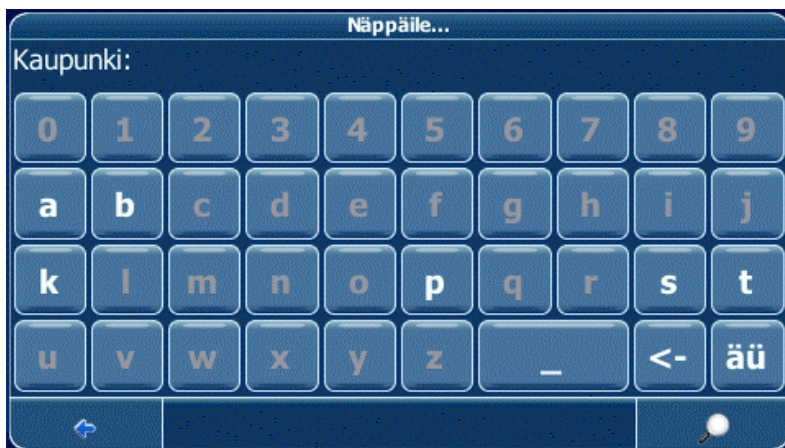 Näppäile...
Kaupunki:
0 1 2 3 4 5 6 7 8 9
a b c d e f g h i j
k l m n o p q r s t
u v w x y z _ <- äü